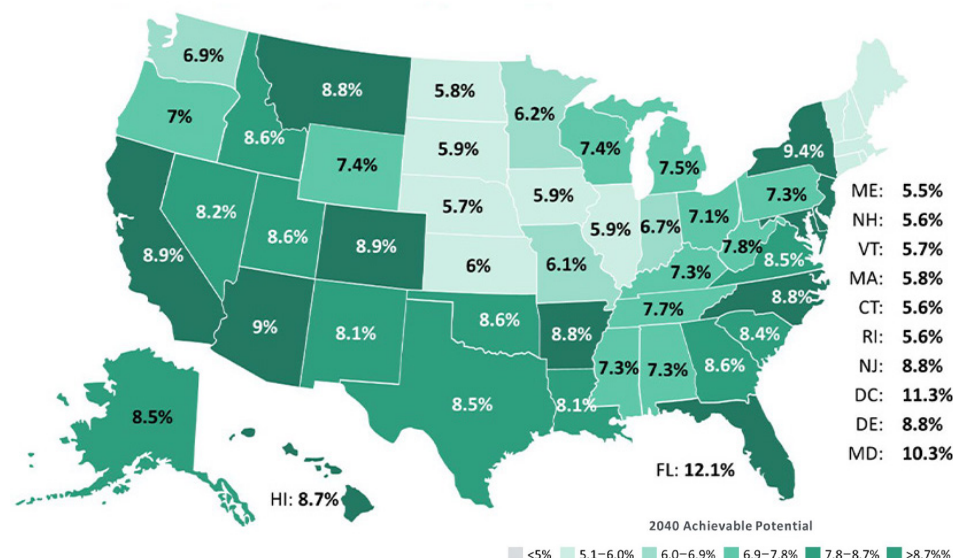 6.9%
8.8%
5.8%
6.2%
7%
8.6%
7.4%
5.9%
7.4%
7.5%
9.4%
8.2%
8.6%
8.9%
5.7%
5.9%
5.9%
6.7%
7.1%
7.3%
8.9%
6%
6.1%
7.3%
7.8%
8.5%
9%
8.1%
8.6%
8.8%
7.7%
8.8%
8.5%
8.1%
7.3%
7.3%
8.6%
8.4%
8.5%
HI: 8.7%
FL: 12.1%
ME: 5.5%
NH: 5.6%
VT: 5.7%
MA: 5.8%
CT: 5.6%
RI: 5.6%
NJ: 8.8%
DC: 11.3%
DE: 8.8%
MD: 10.3%
2040 Achievable Potential
<5% 5.1–6.0% 6.0–6.9% 6.9–7.8% 7.8–8.7% >8.7%%